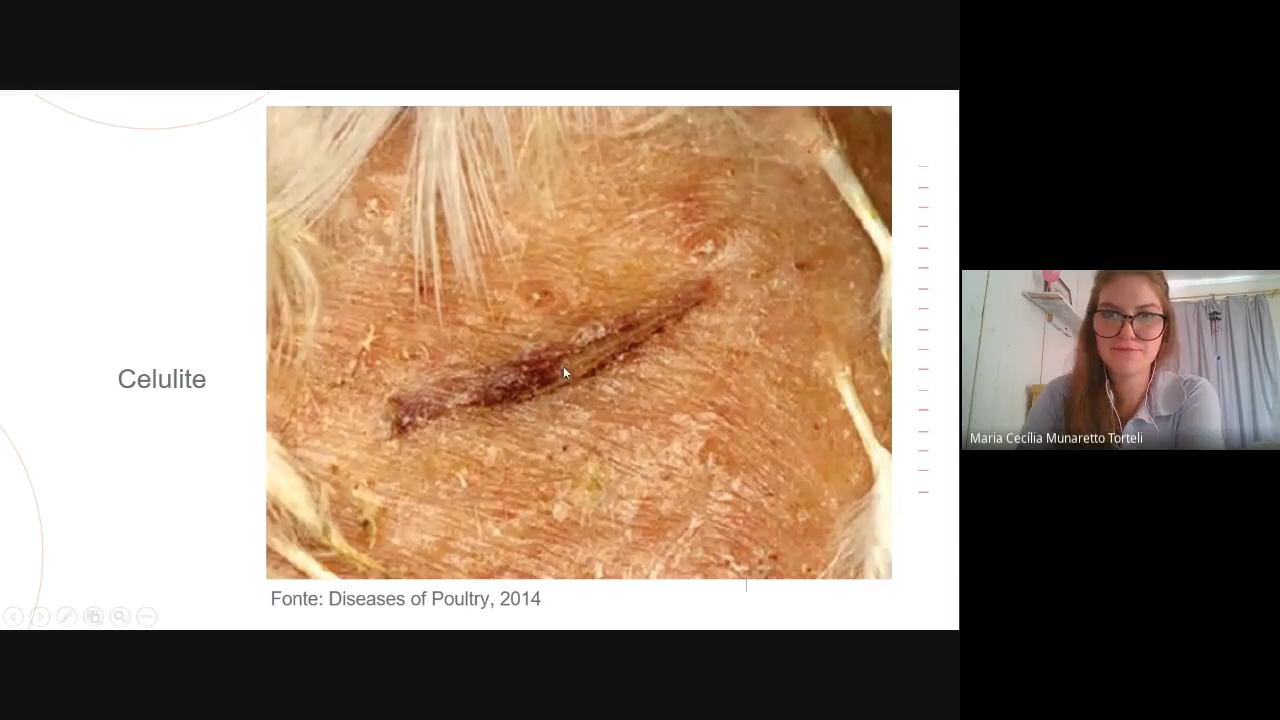 Celulite
Fonte: Diseases of Poultry, 2014
Maria Cecília Munaretto Torteli